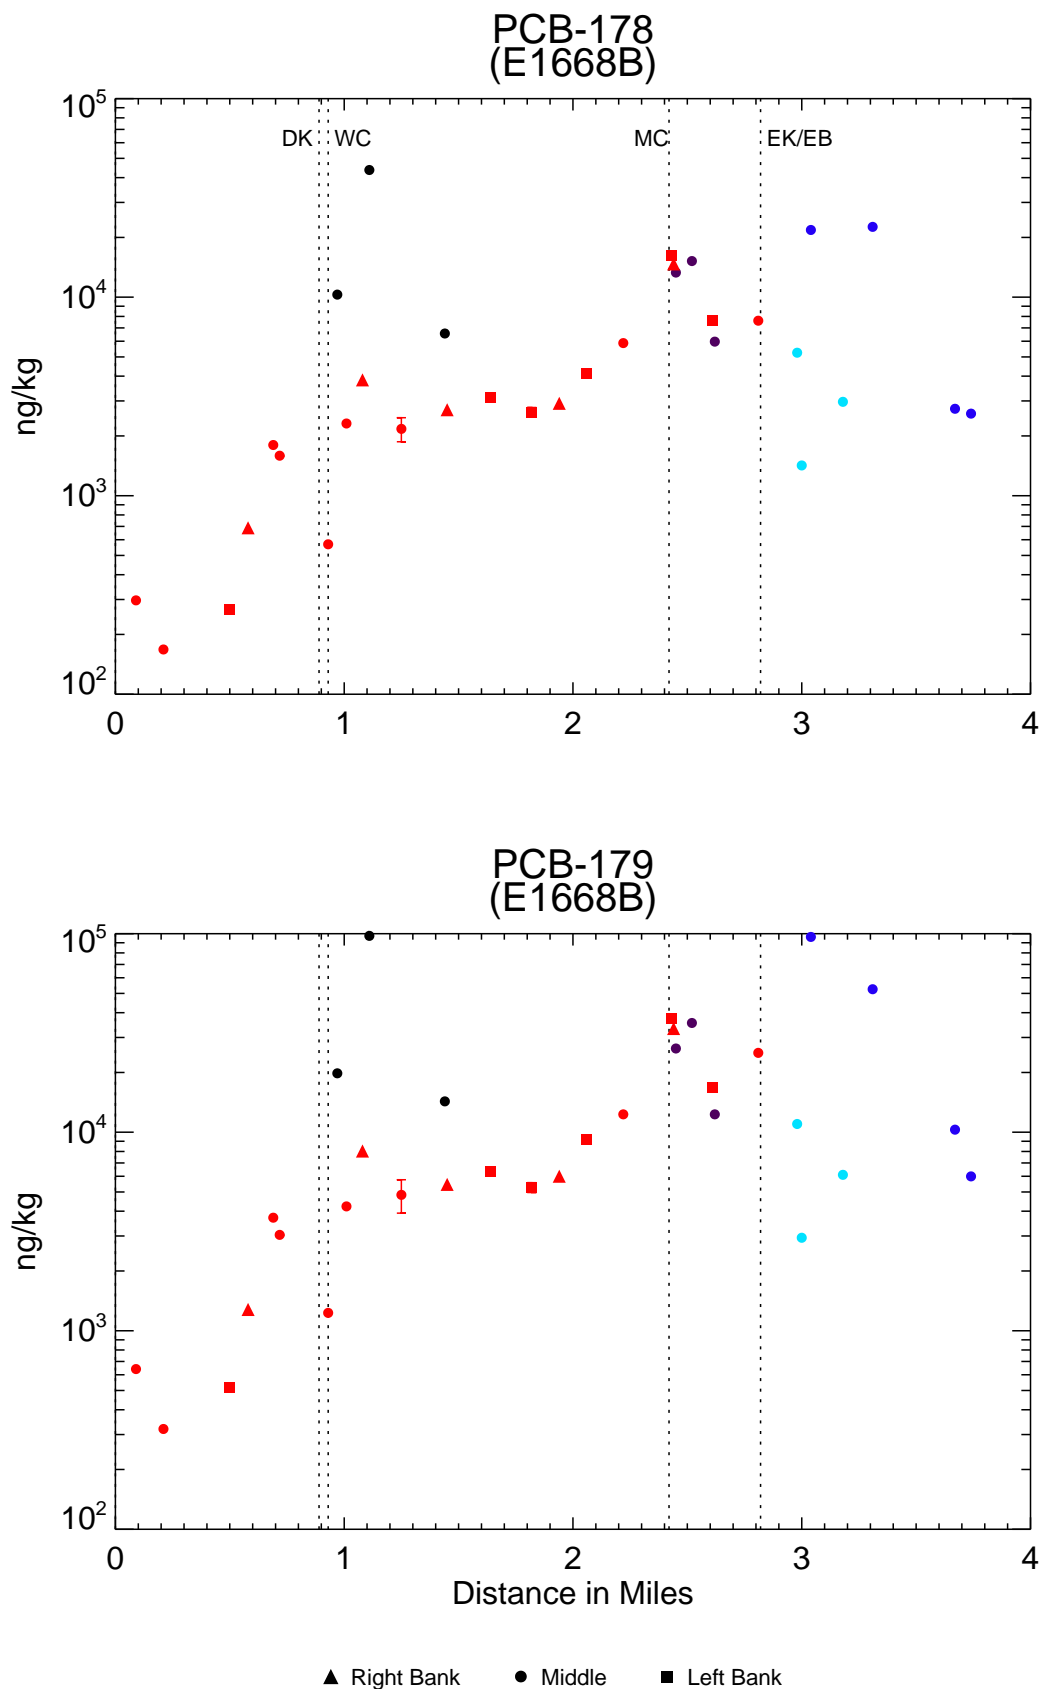 PCB-178
(E1668B)
10^5
DK
WC
MC
EK/EB
10^4
ng/kg
10^3
10^2
0 1 2 3 4
PCB-179
(E1668B)
10^5
10^4
ng/kg
10^3
10^2
0 1 2 3 4
Distance in Miles
Right Bank Middle Left Bank